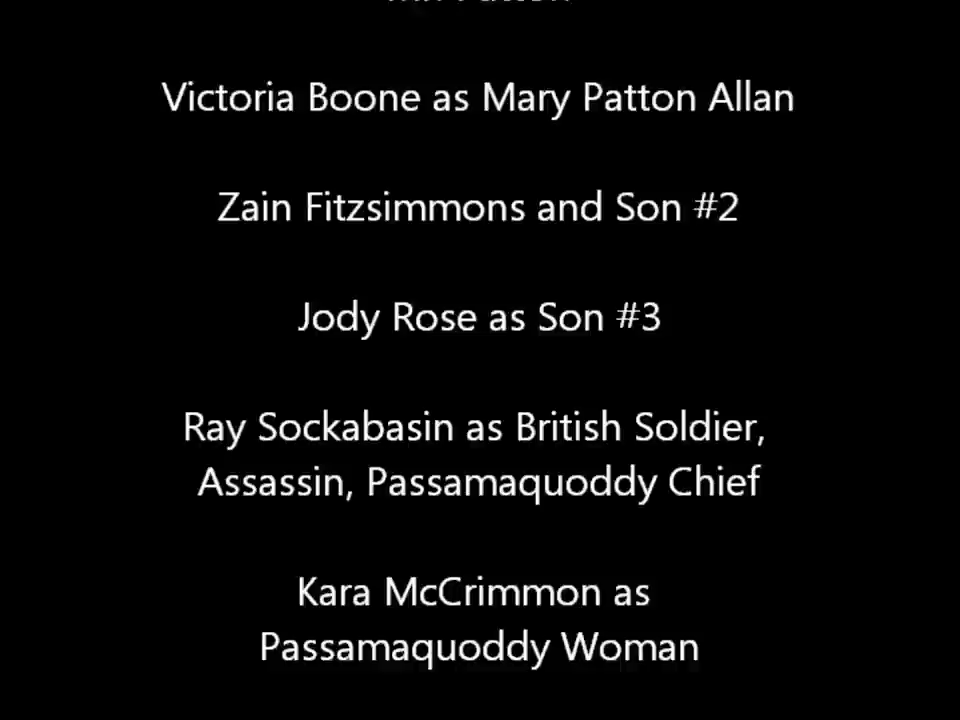 Victoria Boone as Mary Patton Allan
Zain Fitzsimmons and Son #2
Jody Rose as Son #3
Ray Sockabasin as British Soldier,
Assassin, Passamaquoddy Chief
Kara McCrimmon as
Passamaquoddy Woman